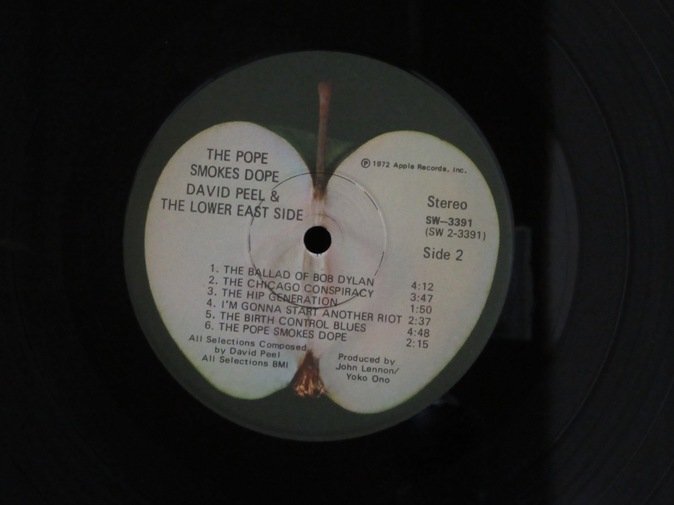 THE POPE
SMOKES DOPE
DAVID PEEL &
THE LOWER EAST SIDE
℗ 1972 Apple Records, Inc.
Stereo
SW—3391
(SW 2-3391)
Side 2
1. THE BALLAD OF BOB DYLAN 4:12
2. THE CHICAGO CONSPIRACY 3:47
3. THE HIP GENERATION 1:50
4. I'M GONNA START ANOTHER RIOT 2:37
5. THE BIRTH CONTROL BLUES 4:48
6. THE POPE SMOKES DOPE 2:15
All Selections Composed
by David Peel
All Selections BMI
Produced by
John Lennon/
Yoko Ono